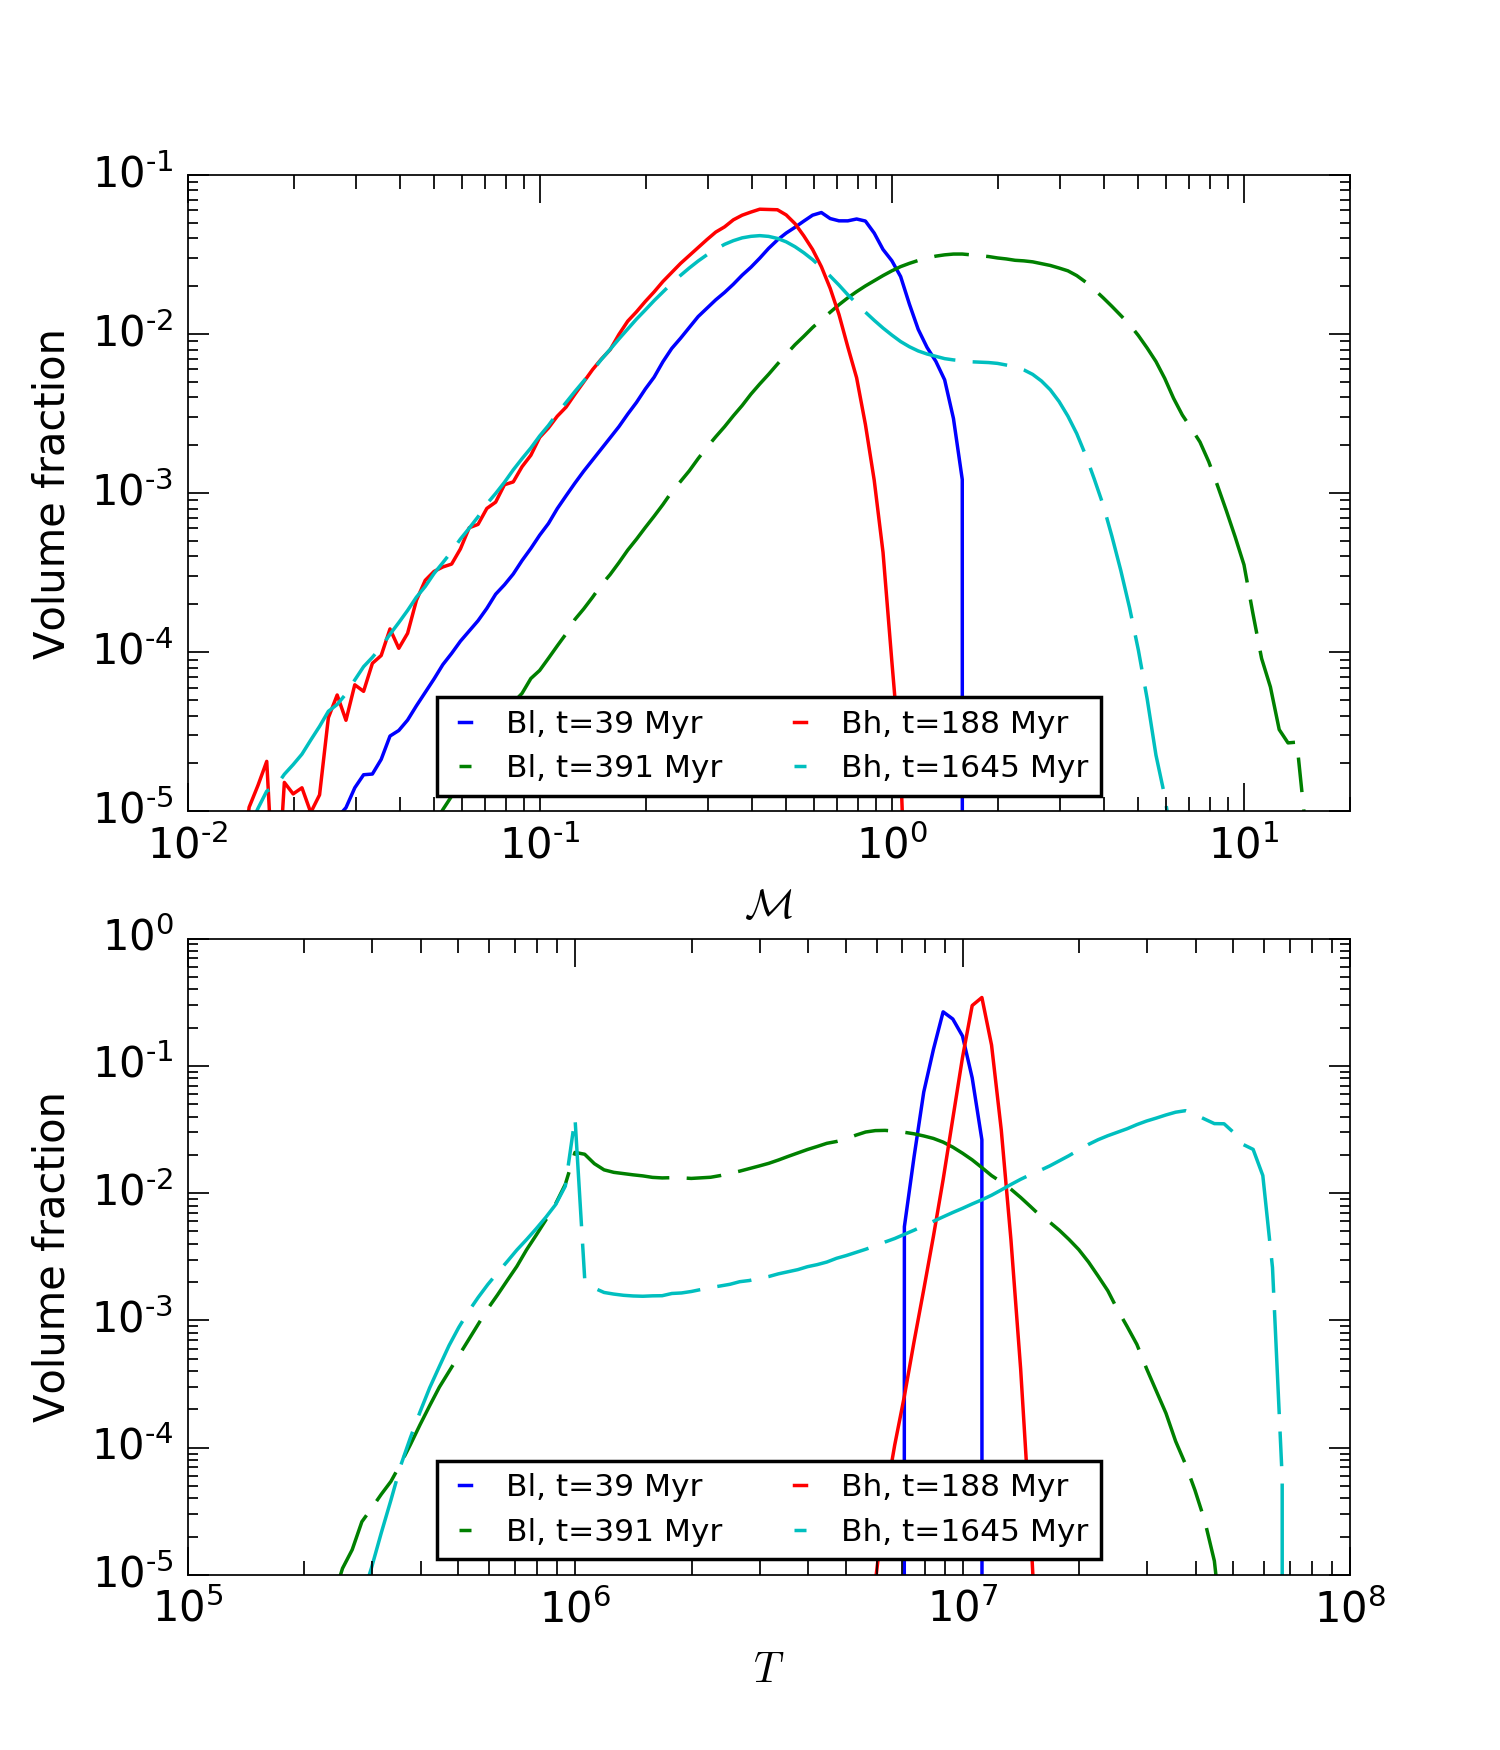 10^-1
10^-2
10^-3
10^-4
10^-5
Volume fraction
Bl, t=39 Myr
Bh, t=188 Myr
Bl, t=391 Myr
Bh, t=1645 Myr
10^-2 10^-1 10^0 10^1
ℳ
10^0
10^-1
10^-2
10^-3
10^-4
10^-5
Volume fraction
Bl, t=39 Myr
Bh, t=188 Myr
Bl, t=391 Myr
Bh, t=1645 Myr
10^5 10^6 10^7 10^8
T